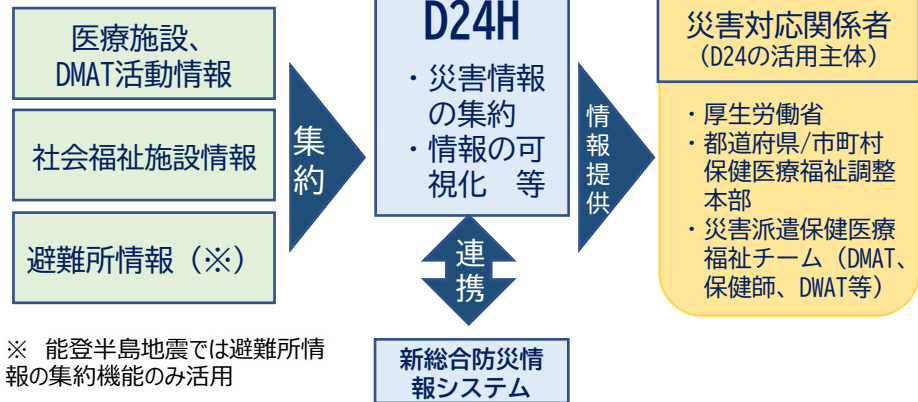 医療施設、
DMAT活動情報
社会福祉施設情報
避難所情報（※）
※　能登半島地震では避難所情
報の集約機能のみ活用
集約
D24H
・災害情報
の集約
・情報の可
視化　等
連携
新総合防災情
報システム
情報提供
災害対応関係者
（D24の活用主体）
・厚生労働省
・都道府県/市町村
保健医療福祉調整
本部
・災害派遣保健医療
福祉チーム（DMAT、
保健師、DWAT等）